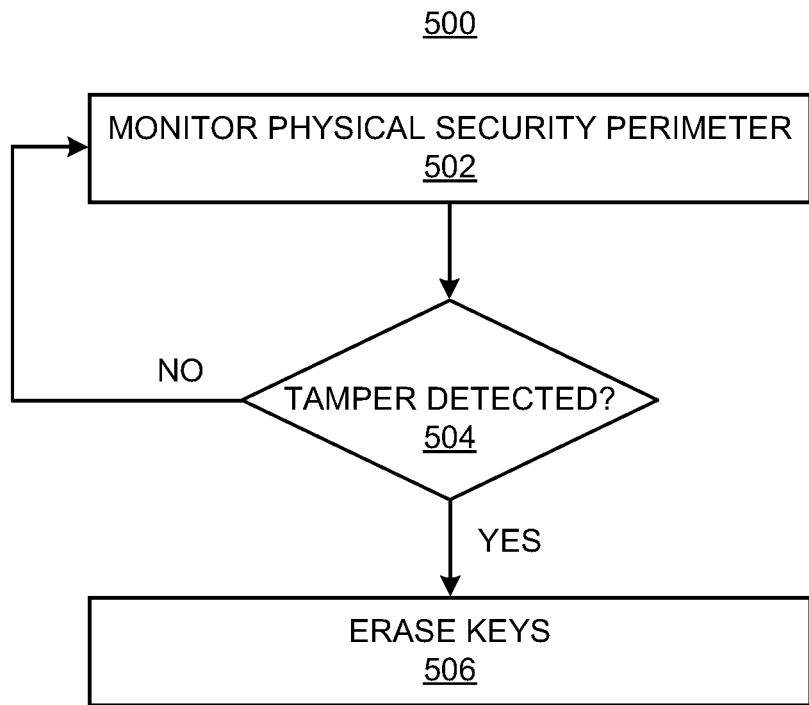 500
MONITOR PHYSICAL SECURITY PERIMETER
502
NO
TAMPER DETECTED?
504
YES
ERASE KEYS
506